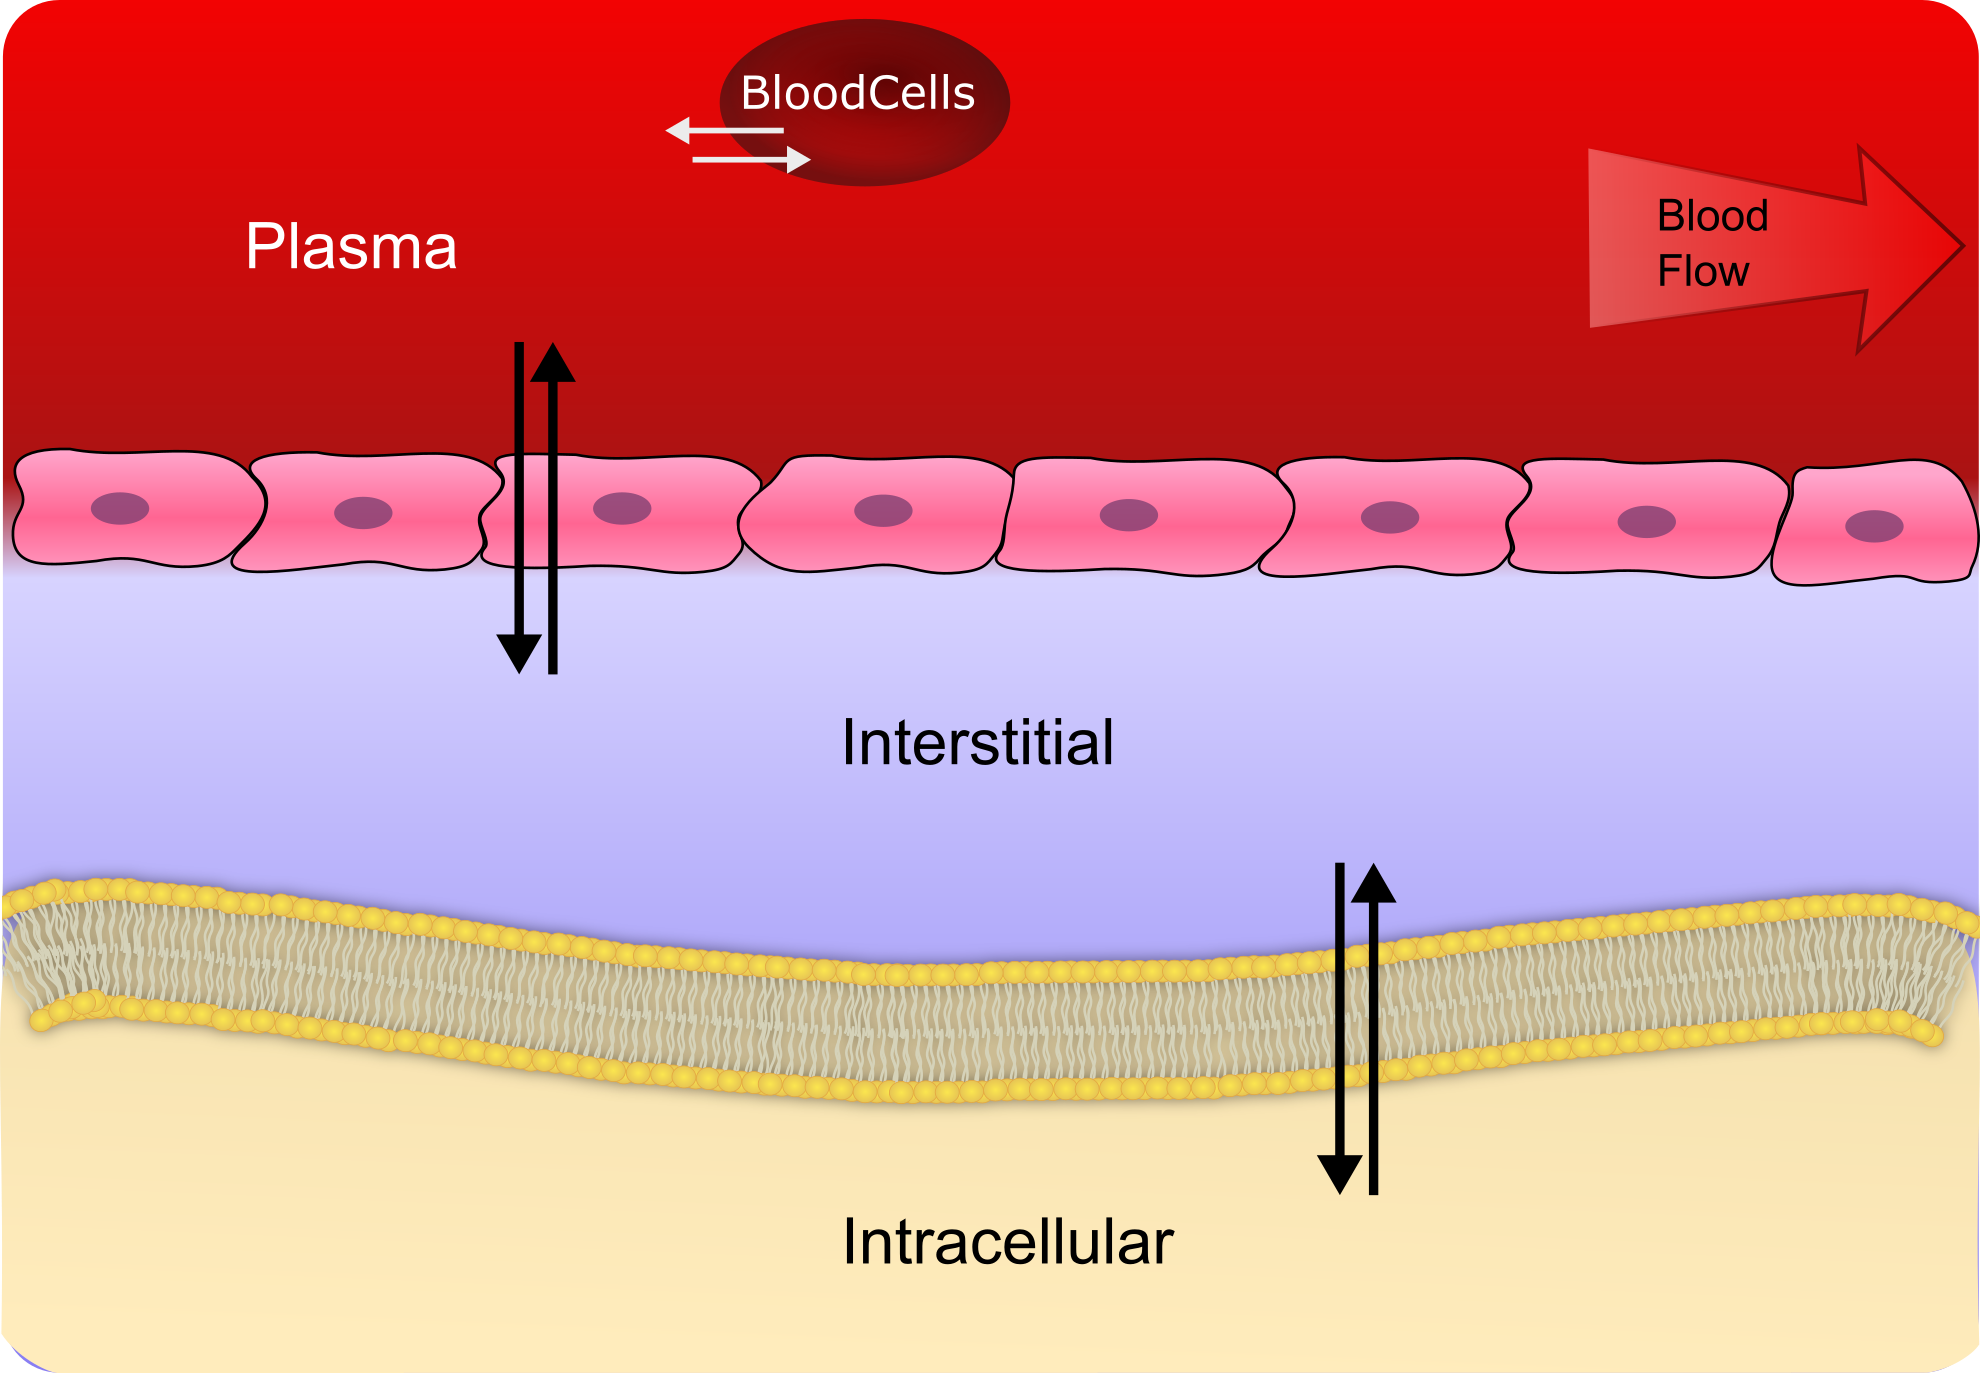 BloodCells
Plasma
Blood
Flow
Interstitial
Intracellular